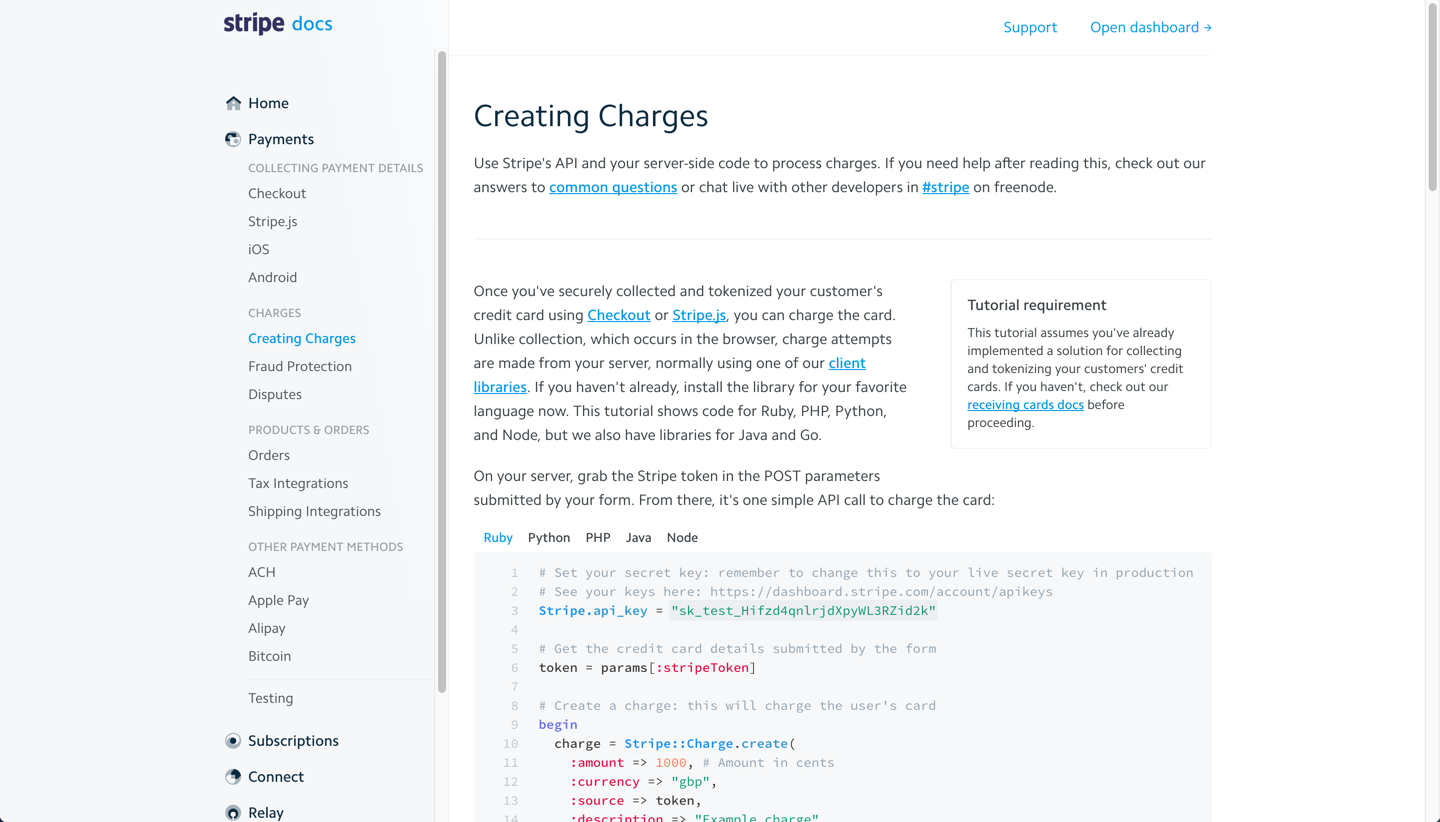 stripe docs
Support
Open dashboard →
Home
Payments
COLLECTING PAYMENT DETAILS
Checkout
Stripe.js
iOS
Android
CHARGES
Creating Charges
Fraud Protection
Disputes
PRODUCTS & ORDERS
Orders
Tax Integrations
Shipping Integrations
OTHER PAYMENT METHODS
ACH
Apple Pay
Alipay
Bitcoin
Testing
Subscriptions
Connect
Relay
Creating Charges
Use Stripe's API and your server-side code to process charges. If you need help after reading this, check out our
answers to common questions or chat live with other developers in #stripe on freenode.
Once you've securely collected and tokenized your customer's
credit card using Checkout or Stripe.js, you can charge the card.
Unlike collection, which occurs in the browser, charge attempts
are made from your server, normally using one of our client
libraries. If you haven't already, install the library for your favorite
language now. This tutorial shows code for Ruby, PHP, Python,
and Node, but we also have libraries for Java and Go.
Tutorial requirement
This tutorial assumes you've already
implemented a solution for collecting
and tokenizing your customers' credit
cards. If you haven't, check out our
receiving cards docs before
proceeding.
On your server, grab the Stripe token in the POST parameters
submitted by your form. From there, it's one simple API call to charge the card:
Ruby Python PHP Java Node
1 # Set your secret key: remember to change this to your live secret key in production
2 # See your keys here: https://dashboard.stripe.com/account/apikeys
3 Stripe.api_key = "sk_test_Hifzd4qnlrjdXpyWL3RZid2k"
4
5 # Get the credit card details submitted by the form
6 token = params[:stripeToken]
7
8 # Create a charge: this will charge the user's card
9 begin
10 charge = Stripe::Charge.create(
11 :amount => 1000, # Amount in cents
12 :currency => "gbp",
13 :source => token,
14 :description => "Example charge"